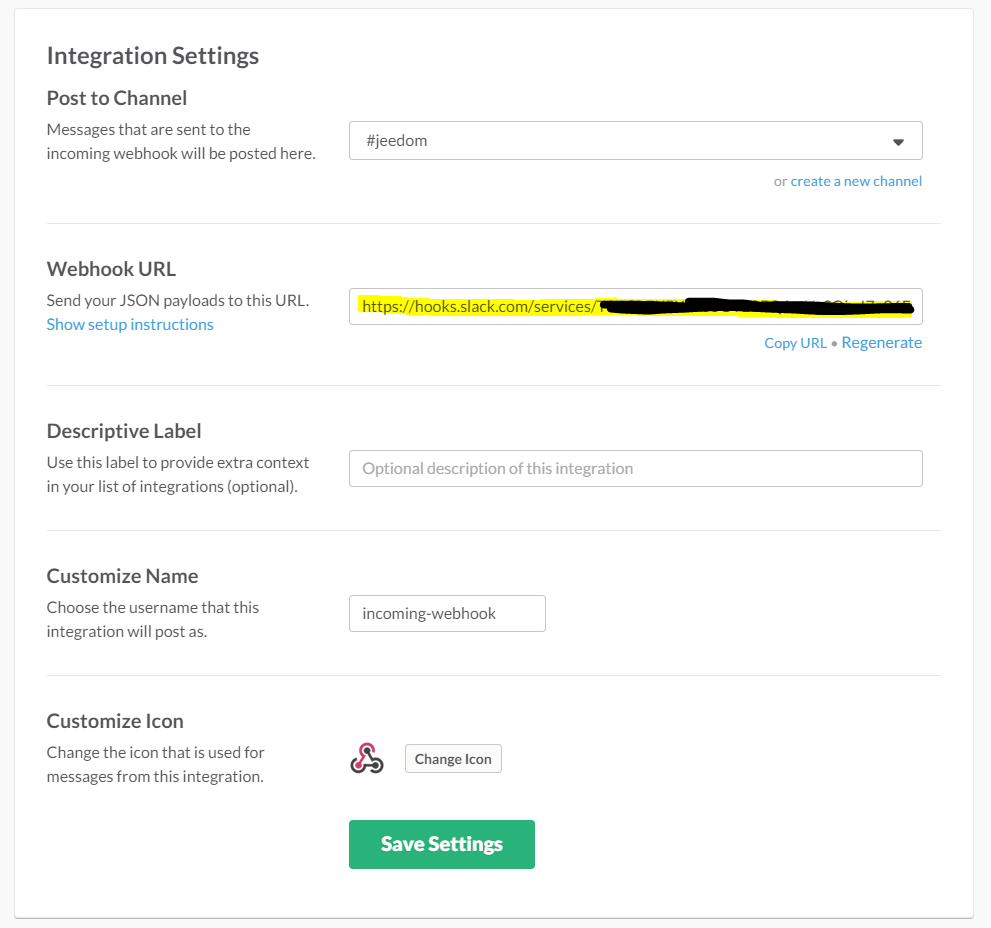 Integration Settings
Post to Channel
Messages that are sent to the
incoming webhook will be posted here.
#jeedom
or create a new channel
Webhook URL
Send your JSON payloads to this URL.
Show setup instructions
https://hooks.slack.com/services/
Copy URL • Regenerate
Descriptive Label
Use this label to provide extra context
in your list of integrations (optional).
Optional description of this integration
Customize Name
Choose the username that this
integration will post as.
incoming-webhook
Customize Icon
Change the icon that is used for
messages from this integration.
Change Icon
Save Settings